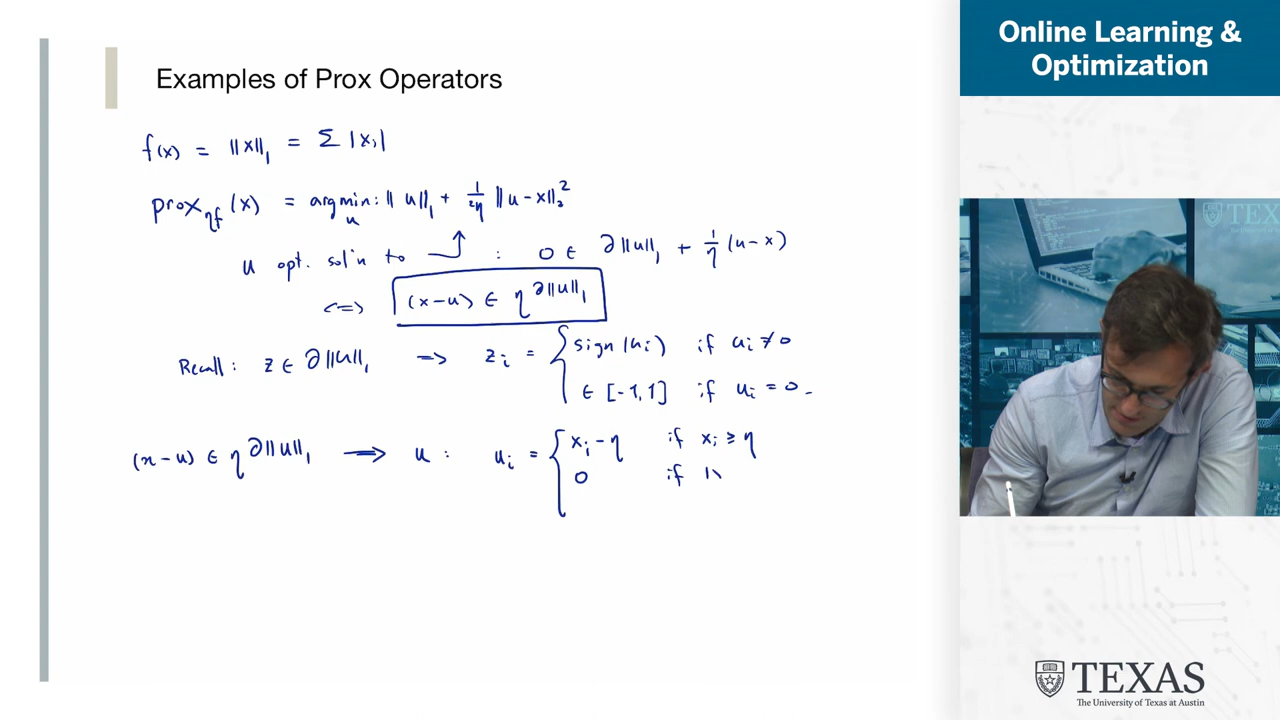 Online Learning &
Optimization
Examples of Prox Operators
f(x) = ||x||₁ = Σ |xᵢ|
prox_ηf (x) = argmin_u : ||u||₁ + 1/2η ||u - x||₂²
u opt. sol'n to : 0 ∈ ∂||u||₁ + 1/η (u-x)
<=> (x-u) ∈ η ∂||u||₁
Recall: z ∈ ∂||u||₁ => zᵢ = { sign(uᵢ) if uᵢ ≠ 0
∈ [-1,1] if uᵢ = 0.
(x-u) ∈ η ∂||u||₁ => u : uᵢ = { xᵢ - η if xᵢ ≥ η
0 if
TEXAS
The University of Texas at Austin